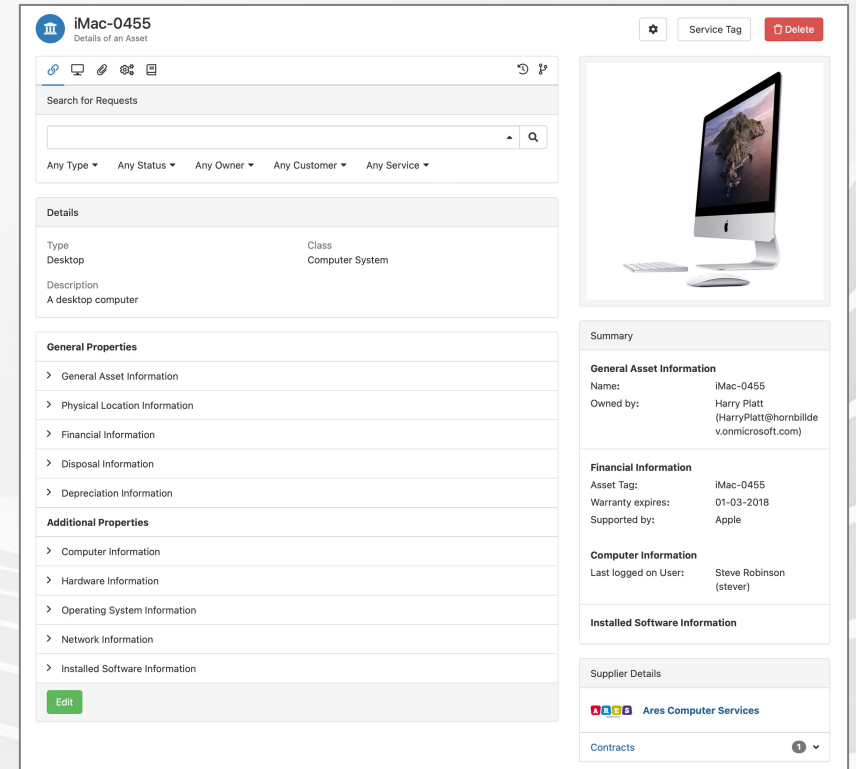 iMac-0455
Details of an Asset
Service Tag
Delete
Search for Requests
Any Type
Any Status
Any Owner
Any Customer
Any Service
Details
Type
Class
Desktop
Computer System
Description
A desktop computer
General Properties
General Asset Information
Physical Location Information
Financial Information
Disposal Information
Depreciation Information
Additional Properties
Computer Information
Hardware Information
Operating System Information
Network Information
Installed Software Information
Edit
Summary
General Asset Information
Name: iMac-0455
Owned by: Harry Platt
(HarryPlatt@hornbillde
v.onmicrosoft.com)
Financial Information
Asset Tag: iMac-0455
Warranty expires: 01-03-2018
Supported by: Apple
Computer Information
Last logged on User: Steve Robinson
(stever)
Installed Software Information
Supplier Details
ARES Ares Computer Services
Contracts 1